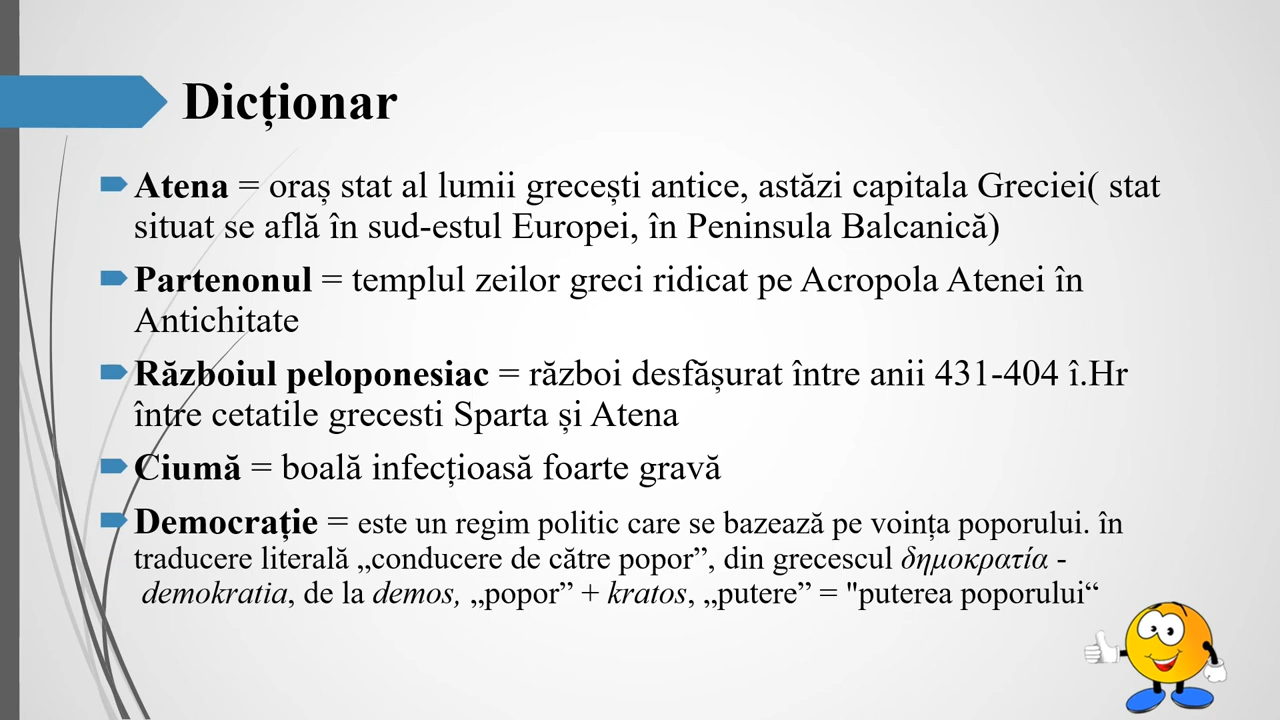 Dicționar
Atena = oraș stat al lumii grecești antice, astăzi capitala Greciei( stat
situat se află în sud-estul Europei, în Peninsula Balcanică)
Partenonul = templul zeilor greci ridicat pe Acropola Atenei în
Antichitate
Războiul peloponesiac = război desfășurat între anii 431-404 î.Hr
între cetatile grecesti Sparta și Atena
Ciumă = boală infecțioasă foarte gravă
Democrație = este un regim politic care se bazează pe voința poporului. în
traducere literală „conducere de către popor”, din grecescul δημοκρατία -
demokratia, de la demos, „popor” + kratos, „putere” = "puterea poporului“